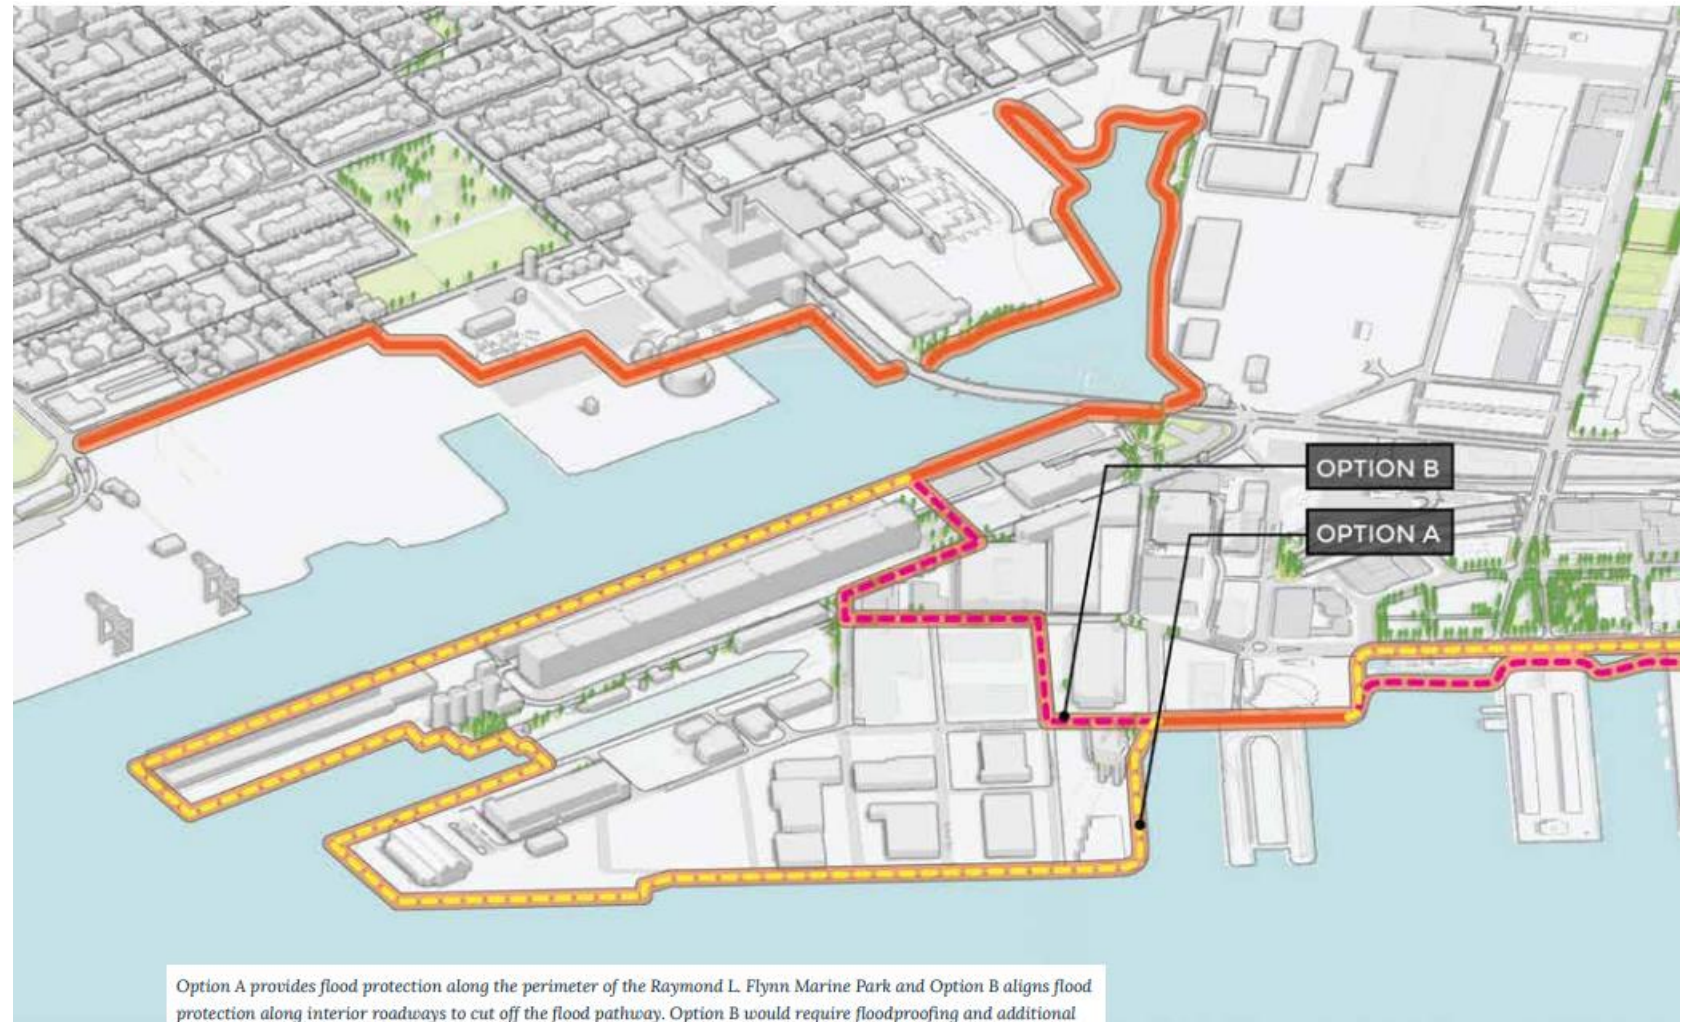 OPTION B
OPTION A
Option A provides flood protection along the perimeter of the Raymond L. Flynn Marine Park and Option B aligns flood
protection along interior roadways to cut off the flood pathway. Option B would require floodproofing and additional